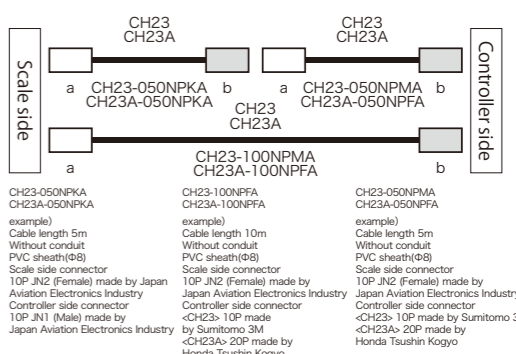 CH23
CH23A
CH23
CH23A
Scale side
Controller side
a
CH23-050NPKA
CH23A-050NPKA
b
a
CH23-050NPMA
CH23A-050NPFA
b
CH23
CH23A
a
CH23-100NPMA
CH23A-100NPFA
b
CH23-050NPKA
CH23A-050NPKA
example)
Cable length 5m
Without conduit
PVC sheath(Φ8)
Scale side connector
10P JN2 (Female) made by Japan
Aviation Electronics Industry
Controller side connector
10P JN1 (Male) made by
Japan Aviation Electronics Industry
CH23-100NPFA
CH23A-100NPFA
example)
Cable length 10m
Without conduit
PVC sheath(Φ8)
Scale side connector
10P JN2 (Female) made by
Japan Aviation Electronics Industry
Controller side connector
<CH23> 10P made
by Sumitomo 3M
<CH23A> 20P made by
Honda Tsushin Kogyo
CH23-050NPMA
CH23A-050NPFA
example)
Cable length 5m
Without conduit
PVC sheath(Φ8)
Scale side connector
10P JN2 (Female) made by
Japan Aviation Electronics Industry
Controller side connector
<CH23> 10P made by Sumitomo
<CH23A> 20P made by
Honda Tsushin Kogyo